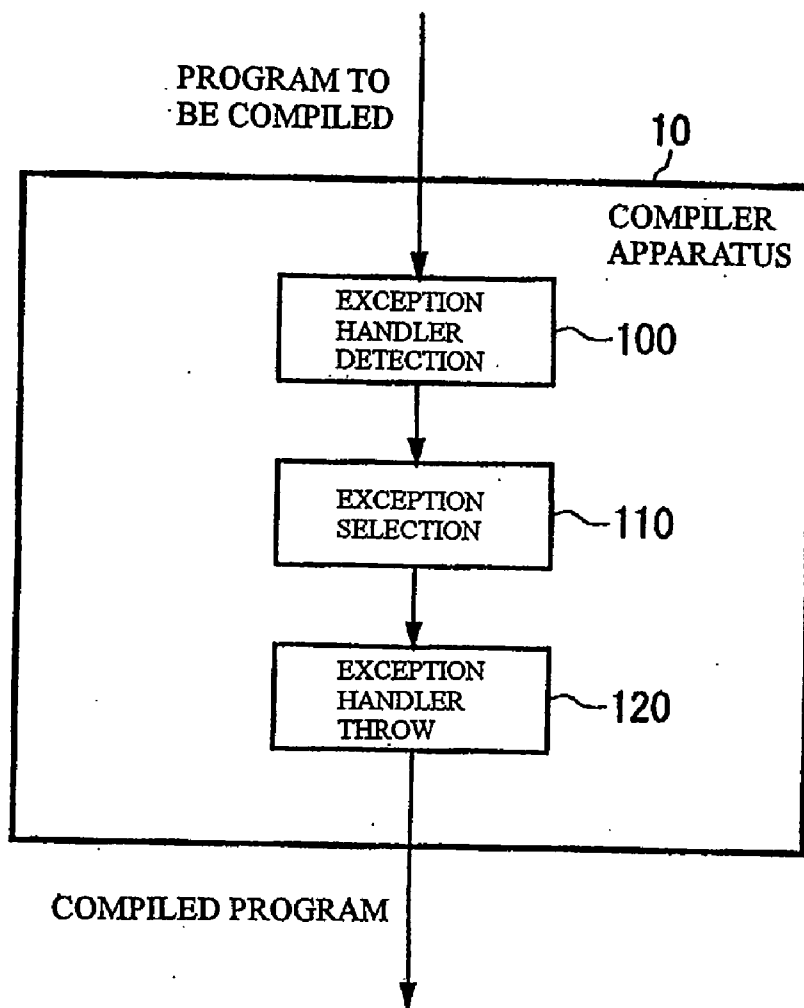 PROGRAM TO
BE COMPILED
10
COMPILER
APPARATUS
EXCEPTION
HANDLER
DETECTION
100
EXCEPTION
SELECTION
110
EXCEPTION
HANDLER
THROW
120
COMPILED PROGRAM